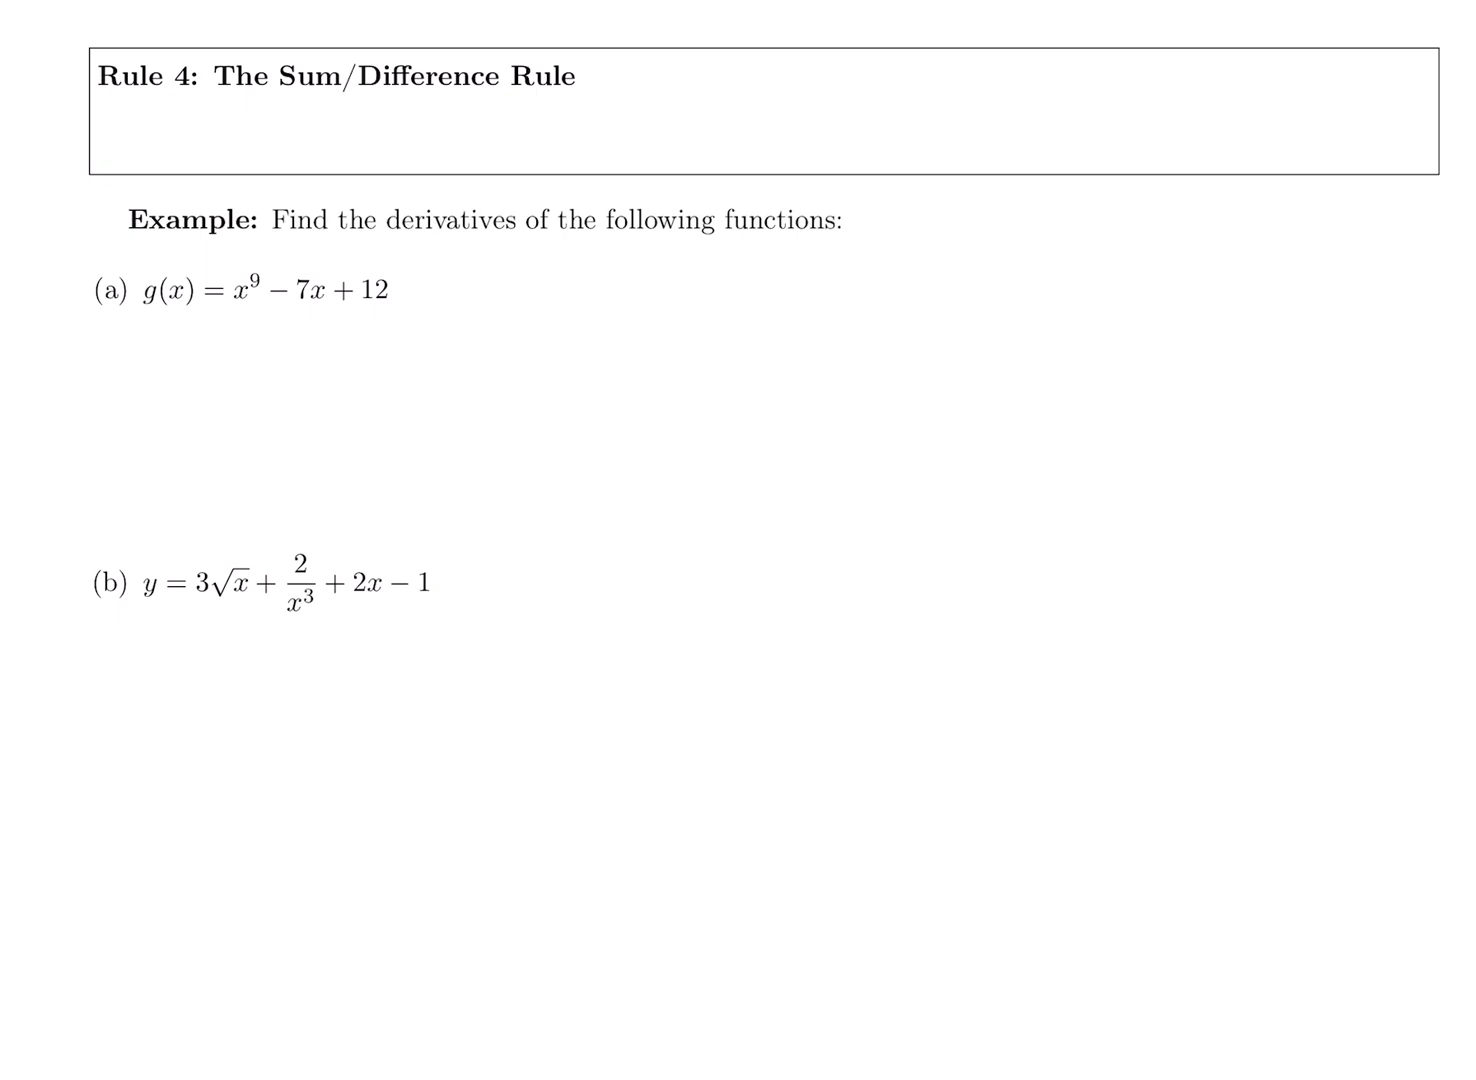 Rule 4: The Sum/Difference Rule
Example: Find the derivatives of the following functions:
(a) g(x) = x⁹ − 7x + 12
(b) y = 3√x + 2/x³ + 2x − 1